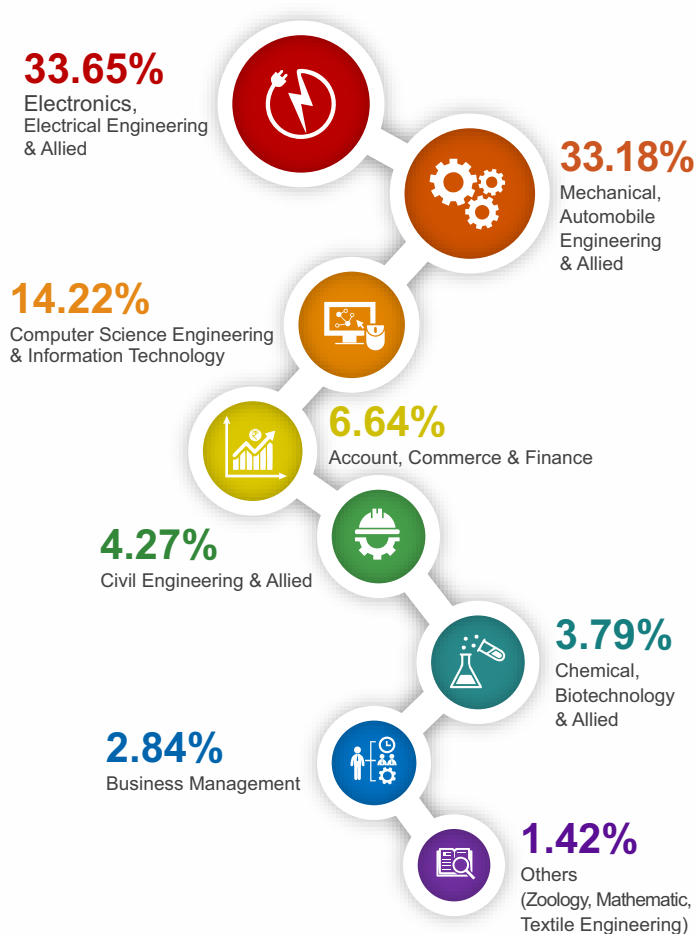 33.65%
Electronics,
Electrical Engineering
& Allied
33.18%
Mechanical,
Automobile
Engineering
& Allied
14.22%
Computer Science Engineering
& Information Technology
6.64%
Account, Commerce & Finance
4.27%
Civil Engineering & Allied
3.79%
Chemical,
Biotechnology
& Allied
2.84%
Business Management
1.42%
Others
(Zoology, Mathematic,
Textile Engineering)